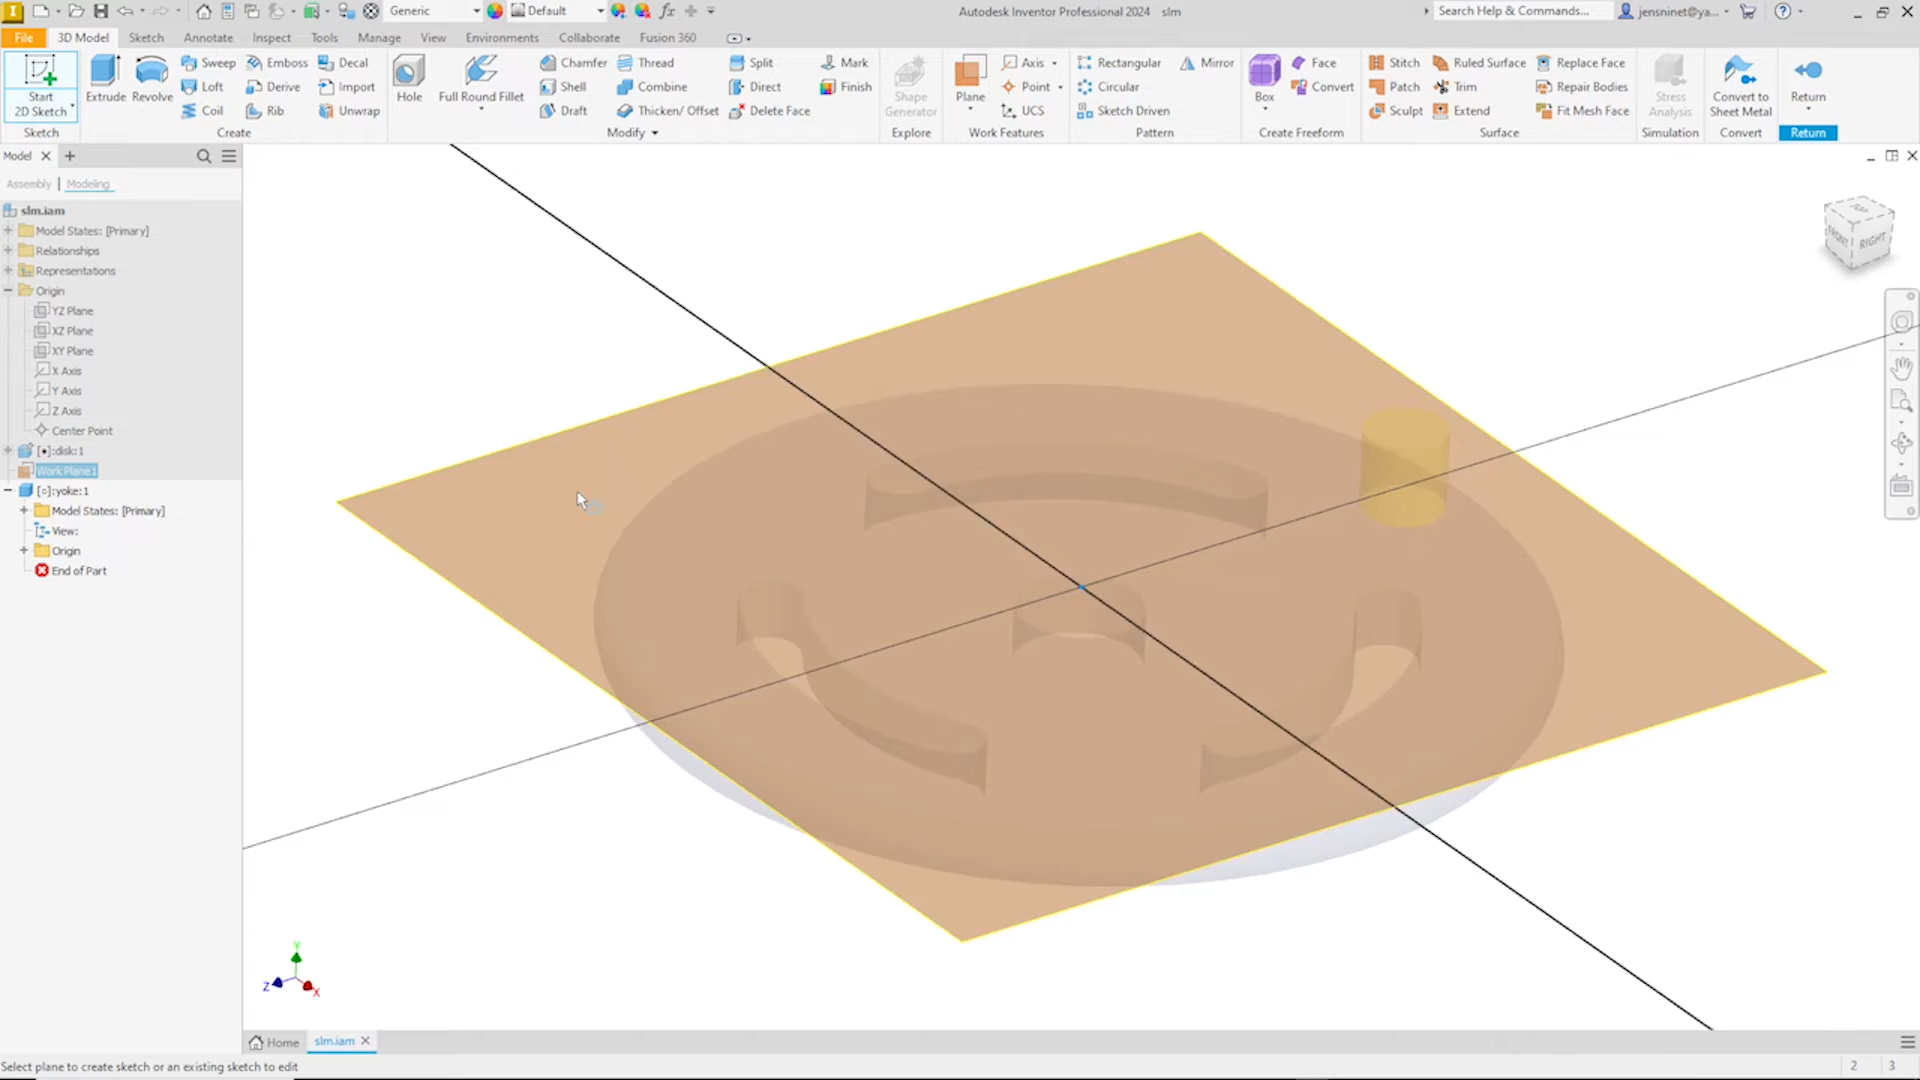 Generic
Default
Autodesk Inventor Professional 2024 slm
Search Help & Commands...
jensninet@ya...
File
3D Model
Sketch
Annotate
Inspect
Tools
Manage
View
Environments
Collaborate
Fusion 360
Start
2D Sketch
Extrude
Revolve
Sweep
Emboss
Decal
Loft
Derive
Import
Coil
Rib
Unwrap
Hole
Full Round Fillet
Chamfer
Thread
Split
Mark
Shell
Combine
Direct
Finish
Draft
Thicken/ Offset
Delete Face
Shape
Generator
Plane
Axis
Point
UCS
Rectangular
Mirror
Circular
Sketch Driven
Box
Face
Convert
Stitch
Ruled Surface
Replace Face
Patch
Trim
Repair Bodies
Sculpt
Extend
Fit Mesh Face
Stress
Analysis
Convert to
Sheet Metal
Return
Sketch
Create
Modify
Explore
Work Features
Pattern
Create Freeform
Surface
Simulation
Convert
Return
Model
Assembly | Modeling
slm.iam
Model States: [Primary]
Relationships
Representations
Origin
YZ Plane
XZ Plane
XY Plane
X Axis
Y Axis
Z Axis
Center Point
[•]:disk:1
Work Plane1
[○]:yoke:1
Model States: [Primary]
View:
Origin
End of Part
TOP
FRONT
RIGHT
Y
Z
X
Home
slm.iam
Select plane to create sketch or an existing sketch to edit
2
3